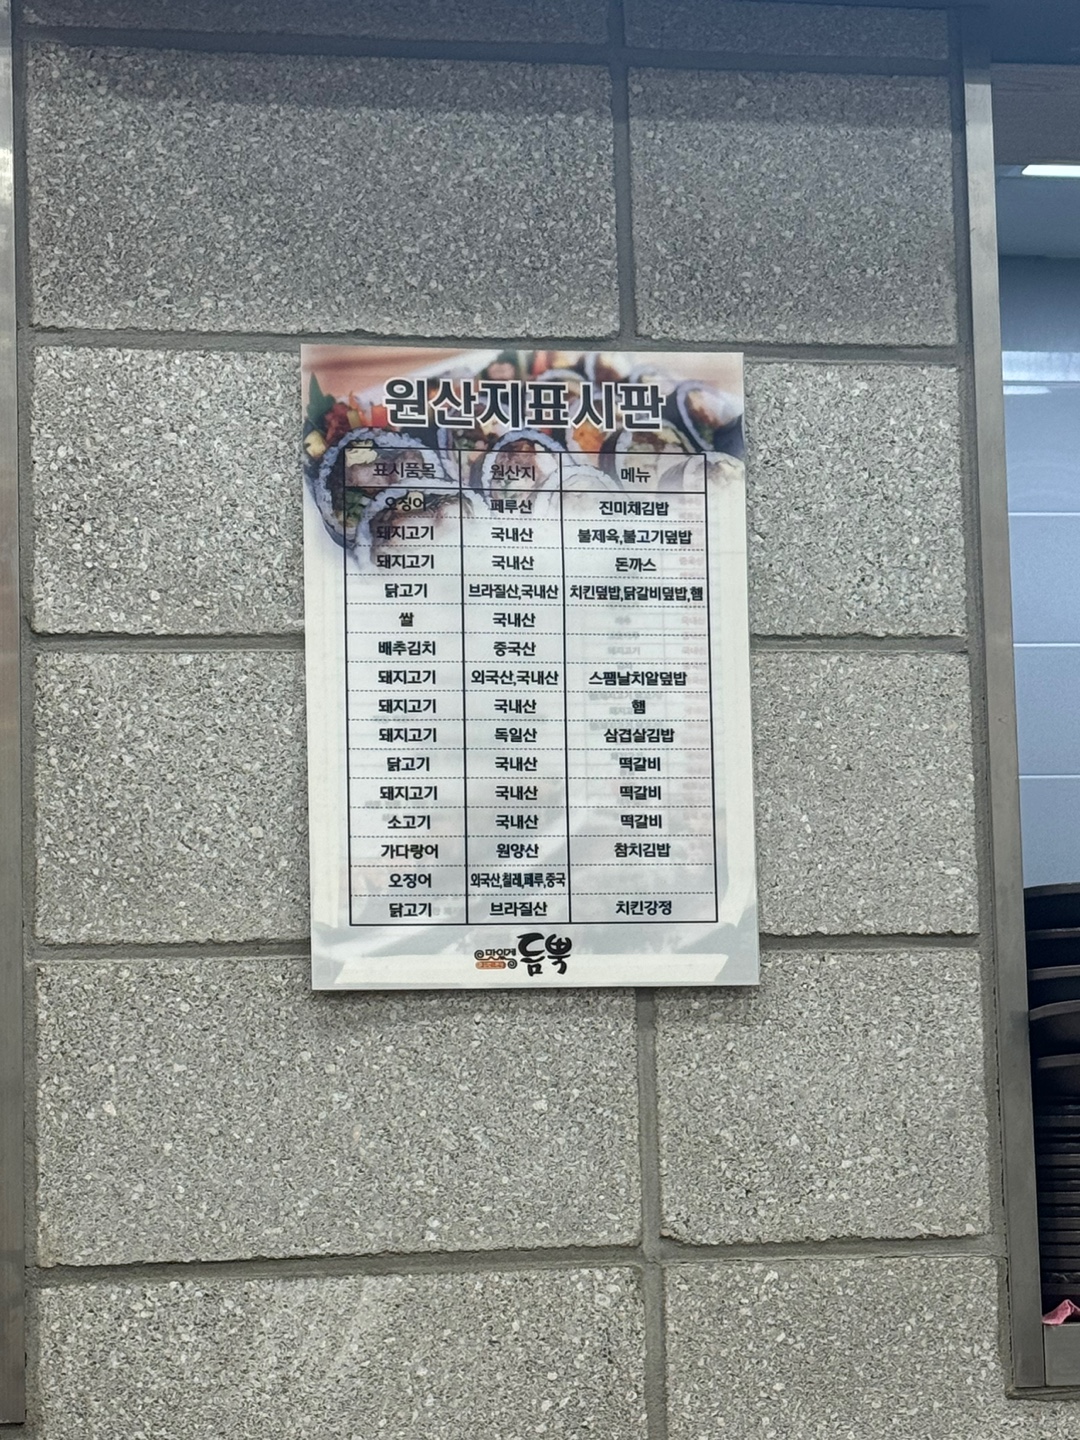 원산지표시판
표시품목 원산지 메뉴
오징어 페루산 진미채김밥
돼지고기 국내산 불제육,불고기덮밥
돼지고기 국내산 돈까스
닭고기 브라질산,국내산 치킨덮밥,닭갈비덮밥,햄
쌀 국내산
배추김치 중국산
돼지고기 외국산,국내산 스팸날치알덮밥
돼지고기 국내산 햄
돼지고기 독일산 삼겹살김밥
닭고기 국내산 떡갈비
돼지고기 국내산 떡갈비
소고기 국내산 떡갈비
가다랑어 원양산 참치김밥
오징어 외국산,칠레,페루,중국
닭고기 브라질산 치킨강정
맛있게
듬뿍